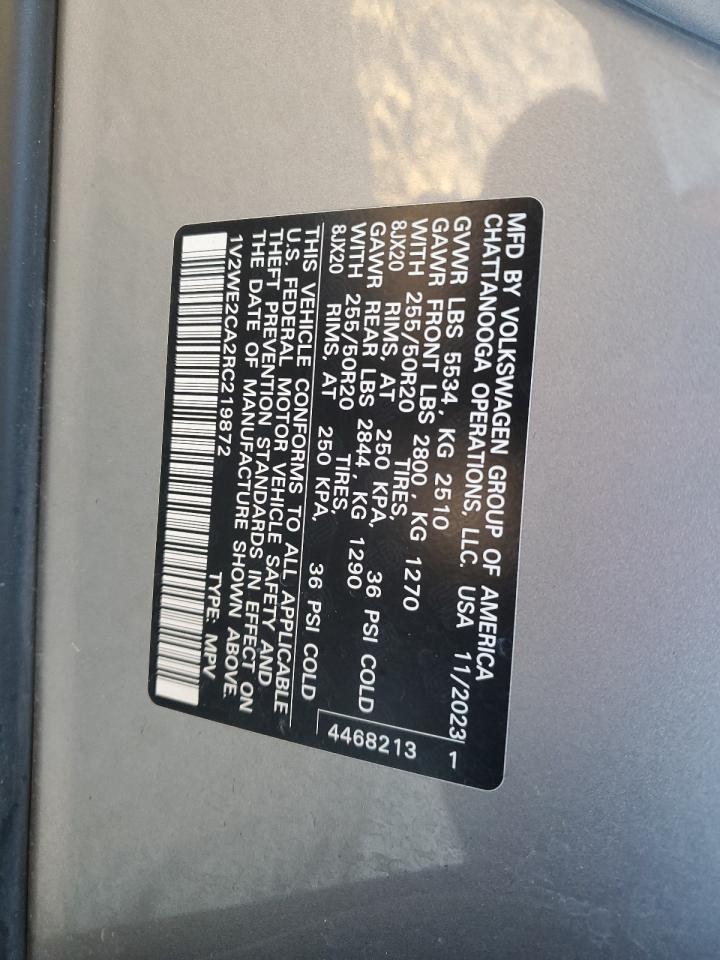 MFD BY VOLKSWAGEN GROUP OF AMERICA
CHATTANOOGA OPERATIONS, LLC. USA 11/2023 1
GVWR LBS 5534, KG 2510
GAWR FRONT LBS 2800, KG 1270
WITH 255/50R20 TIRES,
8JX20 RIMS, AT 250 KPA, 36 PSI COLD
GAWR REAR LBS 2844, KG 1290
WITH 255/50R20 TIRES,
8JX20 RIMS, AT 250 KPA, 36 PSI COLD
4468213
THIS VEHICLE CONFORMS TO ALL APPLICABLE
U.S. FEDERAL MOTOR VEHICLE SAFETY AND
THEFT PREVENTION STANDARDS IN EFFECT ON
THE DATE OF MANUFACTURE SHOWN ABOVE.
1V2WE2CA2RC219872 TYPE: MPV